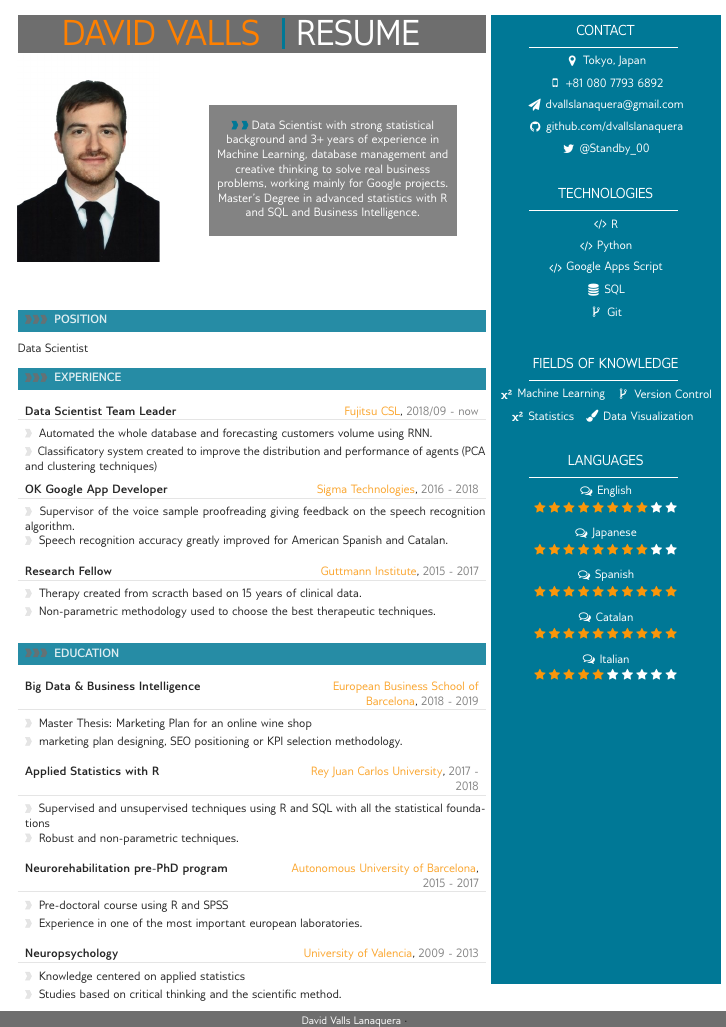 DAVID VALLS | RESUME
Data Scientist with strong statistical
background and 3+ years of experience in
Machine Learning, database management and
creative thinking to solve real business
problems, working mainly for Google projects.
Master's Degree in advanced statistics with R
and SQL and Business Intelligence.
POSITION
Data Scientist
EXPERIENCE
Data Scientist Team Leader Fujitsu CSL, 2018/09 - now
Automated the whole database and forecasting customers volume using RNN.
Classificatory system created to improve the distribution and performance of agents (PCA
and clustering techniques)
OK Google App Developer Sigma Technologies, 2016 - 2018
Supervisor of the voice sample proofreading giving feedback on the speech recognition
algorithm.
Speech recognition accuracy greatly improved for American Spanish and Catalan.
Research Fellow Guttmann Institute, 2015 - 2017
Therapy created from scracth based on 15 years of clinical data.
Non-parametric methodology used to choose the best therapeutic techniques.
EDUCATION
Big Data & Business Intelligence European Business School of
Barcelona, 2018 - 2019
Master Thesis: Marketing Plan for an online wine shop
marketing plan designing, SEO positioning or KPI selection methodology.
Applied Statistics with R Rey Juan Carlos University, 2017 -
2018
Supervised and unsupervised techniques using R and SQL with all the statistical founda-
tions
Robust and non-parametric techniques.
Neurorehabilitation pre-PhD program Autonomous University of Barcelona,
2015 - 2017
Pre-doctoral course using R and SPSS
Experience in one of the most important european laboratories.
Neuropsychology University of Valencia, 2009 - 2013
Knowledge centered on applied statistics
Studies based on critical thinking and the scientific method.
CONTACT
Tokyo, Japan
+81 080 7793 6892
dvallslanaquera@gmail.com
github.com/dvallslanaquera
@Standby_00
TECHNOLOGIES
</> R
</> Python
</> Google Apps Script
SQL
Git
FIELDS OF KNOWLEDGE
x² Machine Learning Version Control
x² Statistics Data Visualization
LANGUAGES
English
Japanese
Spanish
Catalan
Italian
David Valls Lanaquera